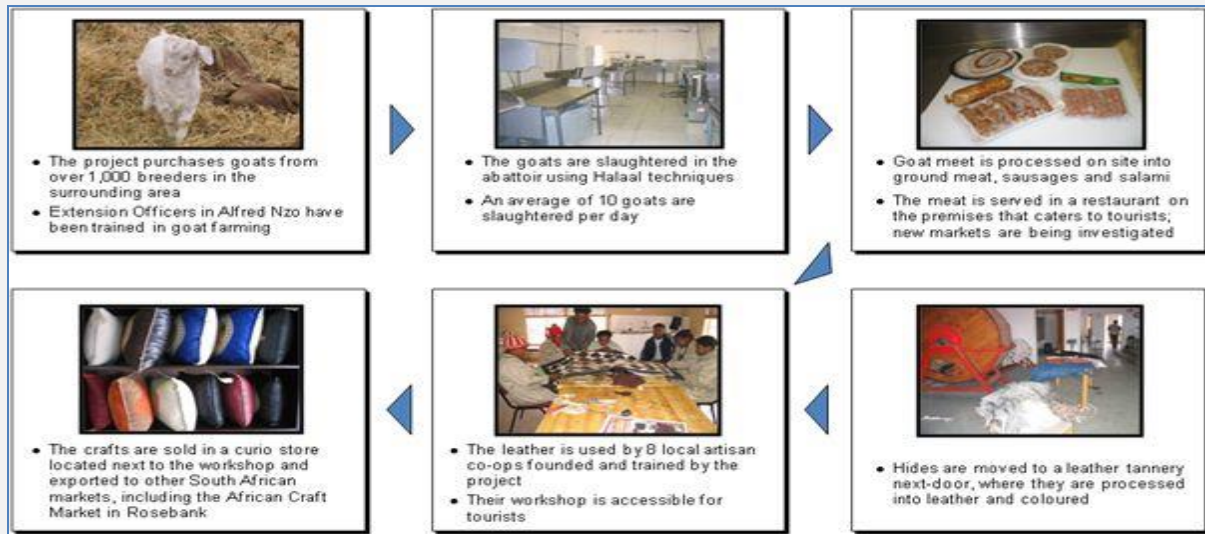 • The project purchases goats from
over 1,000 breeders in the
surrounding area
• Extension Officers in Alfred Nzo have
been trained in goat farming
• The goats are slaughtered in the
abattoir using Halaal techniques
• An average of 10 goats are
slaughtered per day
• Goat meet is processed on site into
ground meat, sausages and salami
• The meat is served in a restaurant on
the premises that caters to tourists;
new markets are being investigated
• Hides are moved to a leather tannery
next-door, where they are processed
into leather and coloured
• The leather is used by 8 local artisan
co-ops founded and trained by the
project
• Their workshop is accessible for
tourists
• The crafts are sold in a curio store
located next to the workshop and
exported to other South African
markets, including the African Craft
Market in Rosebank